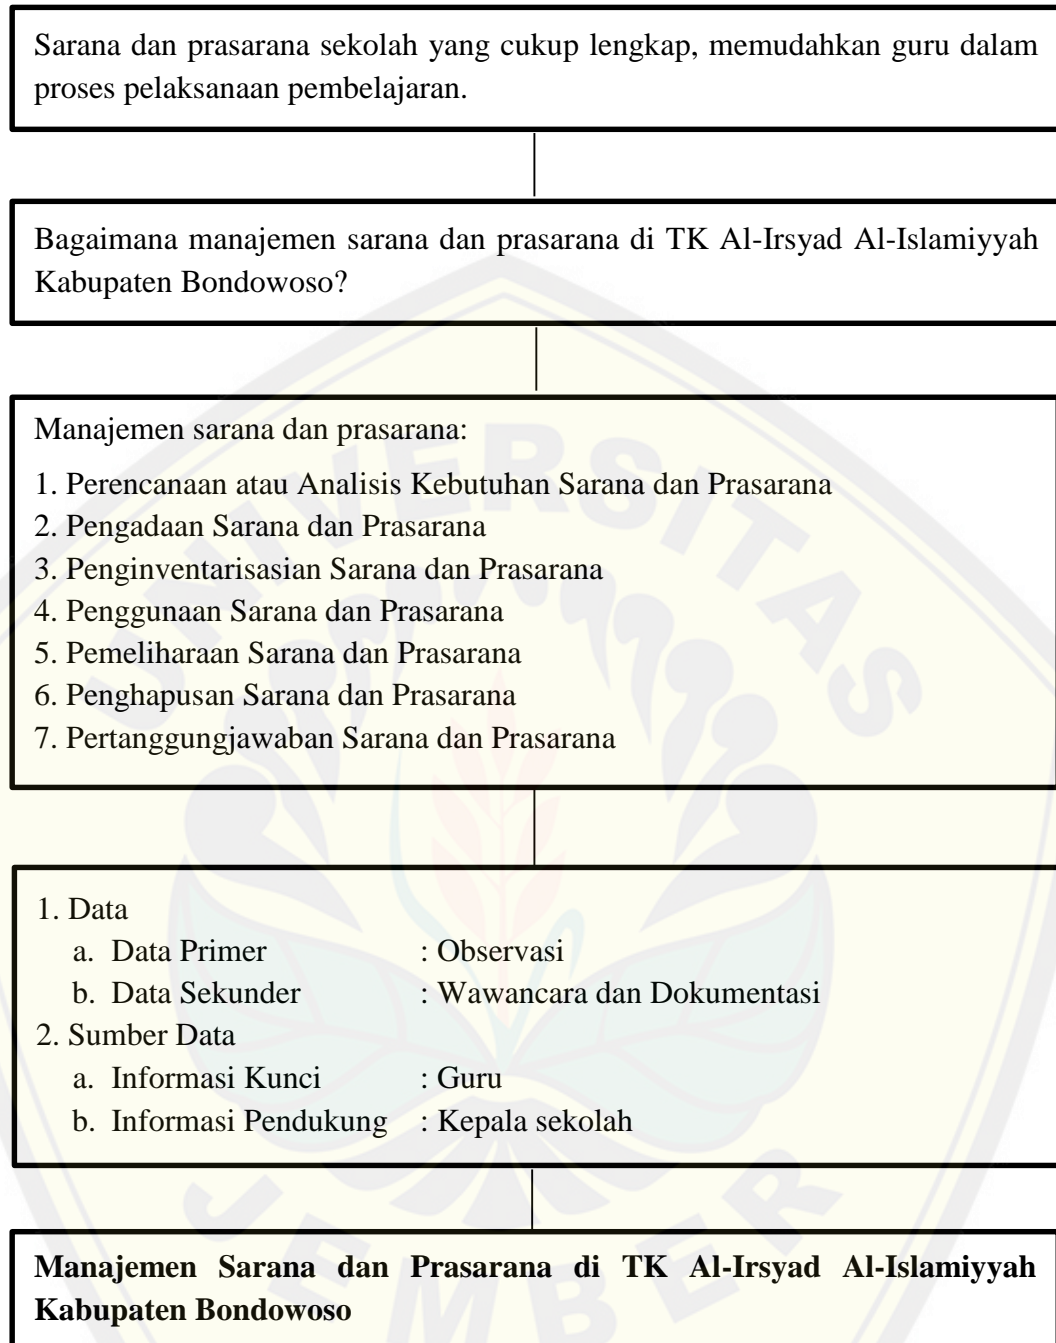 Sarana dan prasarana sekolah yang cukup lengkap, memudahkan guru dalam
proses pelaksanaan pembelajaran.
Bagaimana manajemen sarana dan prasarana di TK Al-Irsyad Al-Islamiyyah
Kabupaten Bondowoso?
Manajemen sarana dan prasarana:
1. Perencanaan atau Analisis Kebutuhan Sarana dan Prasarana
2. Pengadaan Sarana dan Prasarana
3. Penginventarisasian Sarana dan Prasarana
4. Penggunaan Sarana dan Prasarana
5. Pemeliharaan Sarana dan Prasarana
6. Penghapusan Sarana dan Prasarana
7. Pertanggungjawaban Sarana dan Prasarana
1. Data
a. Data Primer : Observasi
b. Data Sekunder : Wawancara dan Dokumentasi
2. Sumber Data
a. Informasi Kunci : Guru
b. Informasi Pendukung : Kepala sekolah
Manajemen Sarana dan Prasarana di TK Al-Irsyad Al-Islamiyyah
Kabupaten Bondowoso
UNIVERSITAS
JEMBER